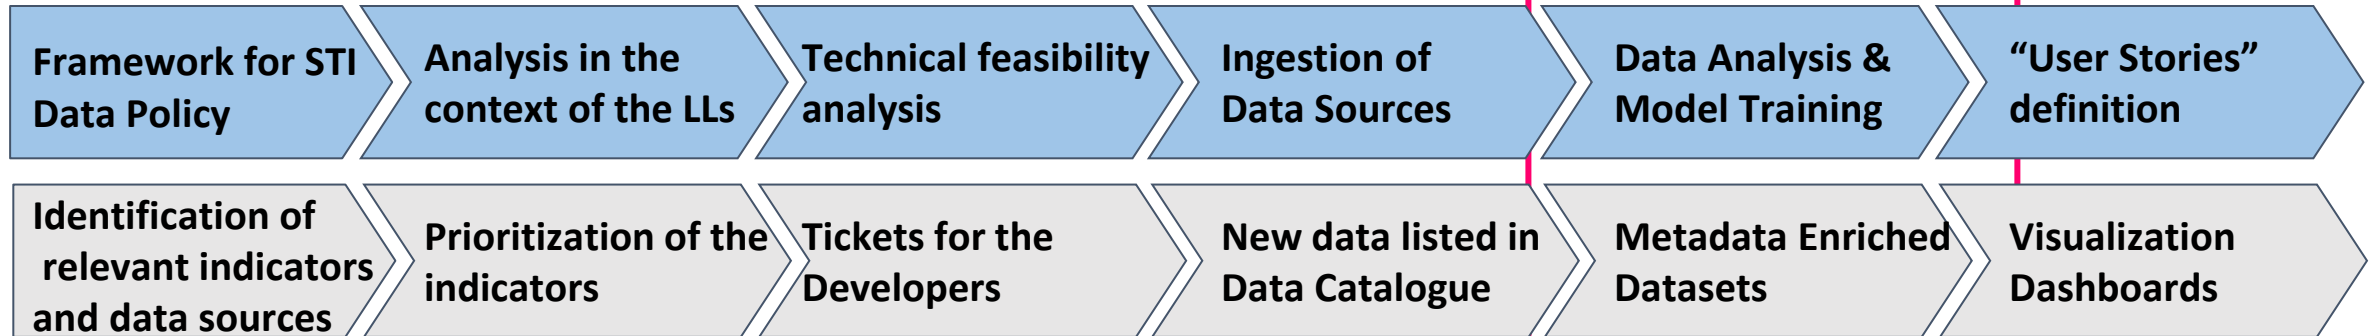 Framework for STI
Data Policy
Analysis in the
context of the LLs
Technical feasibility
analysis
Ingestion of
Data Sources
Data Analysis &
Model Training
“User Stories”
definition
Identification of
relevant indicators
and data sources
Prioritization of the
indicators
Tickets for the
Developers
New data listed in
Data Catalogue
Metadata Enriched
Datasets
Visualization
Dashboards